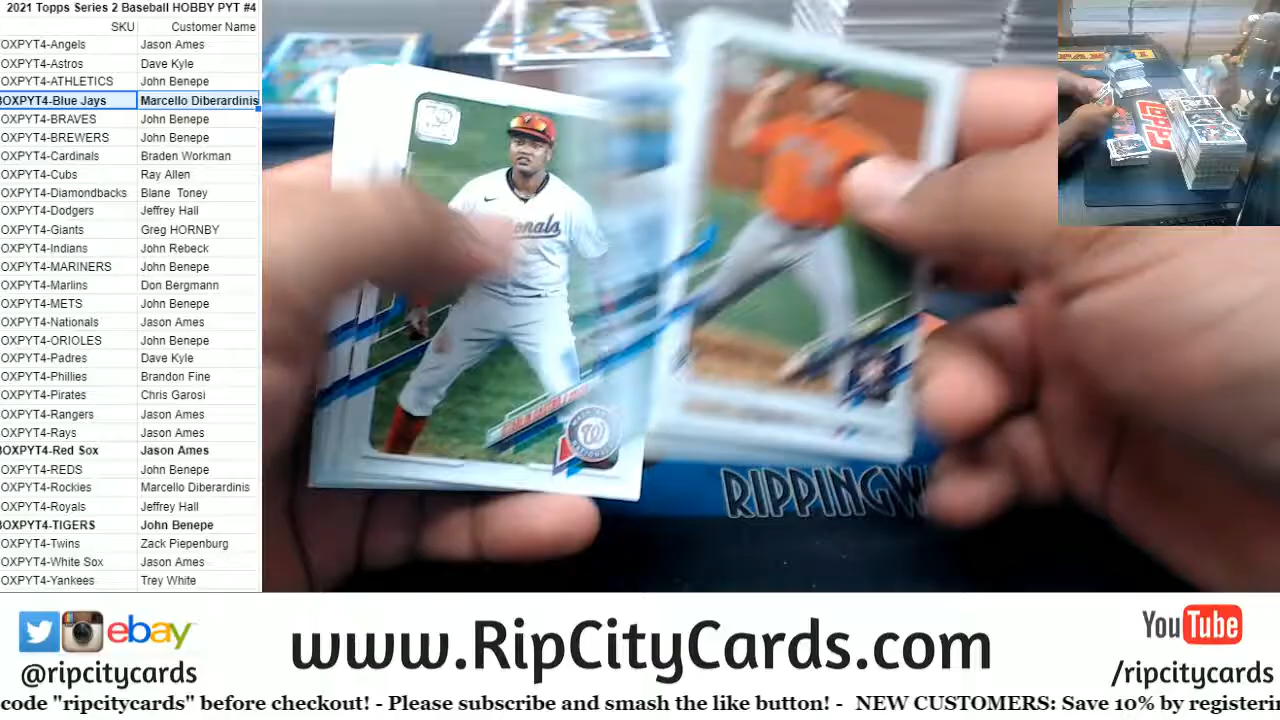 2021 Topps Series 2 Baseball HOBBY PYT #4
SKU Customer Name
OXPYT4-Angels Jason Ames
OXPYT4-Astros Dave Kyle
OXPYT4-ATHLETICS John Benepe
BOXPYT4-Blue Jays Marcello Diberardinis
OXPYT4-BRAVES John Benepe
OXPYT4-BREWERS John Benepe
OXPYT4-Cardinals Braden Workman
OXPYT4-Cubs Ray Allen
OXPYT4-Diamondbacks Blane Toney
OXPYT4-Dodgers Jeffrey Hall
OXPYT4-Giants Greg HORNBY
OXPYT4-Indians John Rebeck
OXPYT4-MARINERS John Benepe
OXPYT4-Marlins Don Bergmann
OXPYT4-METS John Benepe
OXPYT4-Nationals Jason Ames
OXPYT4-ORIOLES John Benepe
OXPYT4-Padres Dave Kyle
OXPYT4-Phillies Brandon Fine
OXPYT4-Pirates Chris Garosi
OXPYT4-Rangers Jason Ames
OXPYT4-Rays Jason Ames
BOXPYT4-Red Sox Jason Ames
OXPYT4-REDS John Benepe
OXPYT4-Rockies Marcello Diberardinis
OXPYT4-Royals Jeffrey Hall
BOXPYT4-TIGERS John Benepe
OXPYT4-Twins Zack Piepenburg
OXPYT4-White Sox Jason Ames
OXPYT4-Yankees Trey White
70
onals
W
RIPPINGW
TOPPS
ebay
@ripcitycards
www.RipCityCards.com
YouTube
/ripcitycards
code "ripcitycards" before checkout! - Please subscribe and smash the like button! - NEW CUSTOMERS: Save 10% by registerin